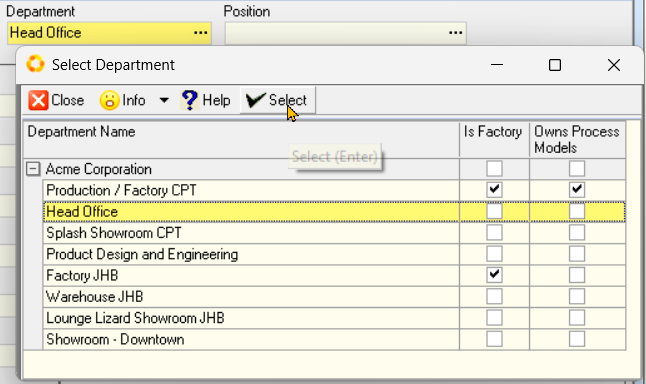 Department Position
Head Office ... ...
Select Department
Close Info Help Select
Department Name Is Factory Owns Process Models
Select (Enter)
Acme Corporation
Production / Factory CPT
Head Office
Splash Showroom CPT
Product Design and Engineering
Factory JHB
Warehouse JHB
Lounge Lizard Showroom JHB
Showroom - Downtown